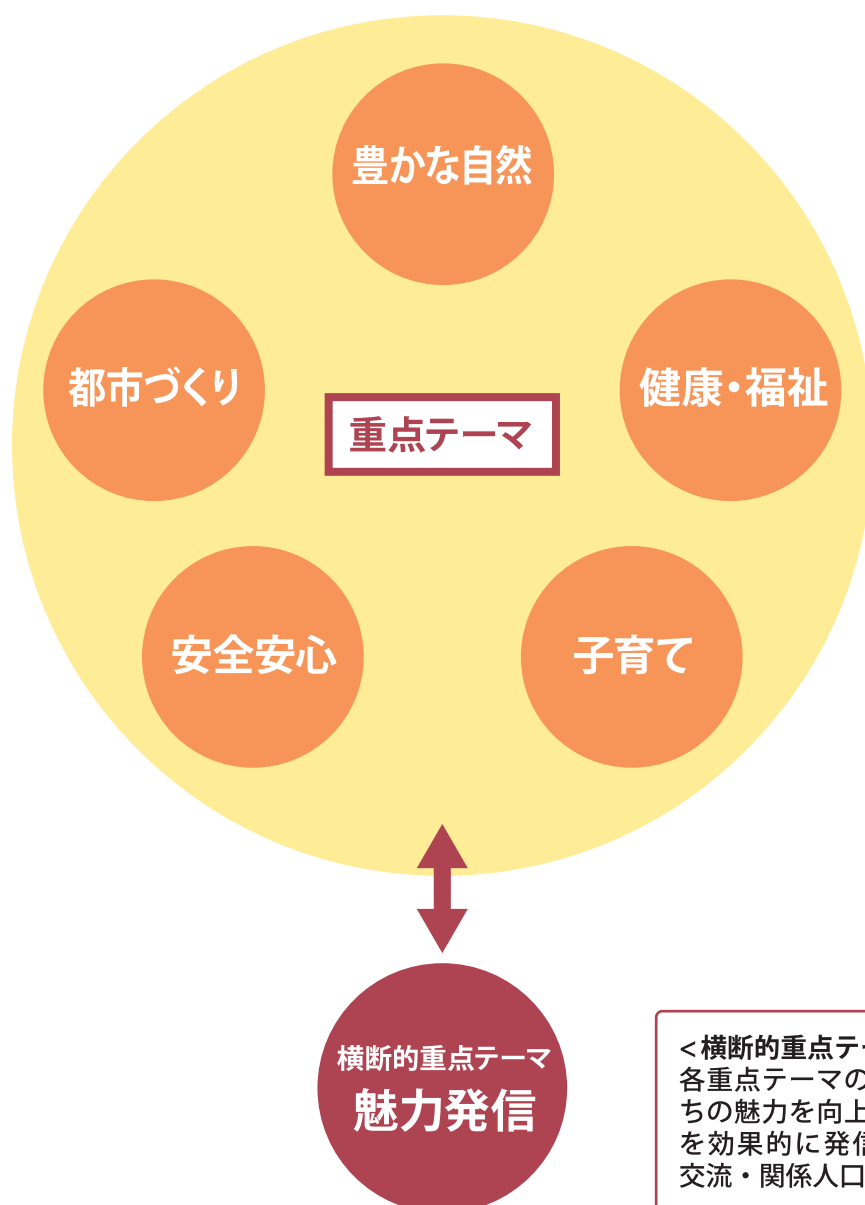 豊かな自然
都市づくり
健康・福祉
重点テーマ
安全安心
子育て
横断的重点テーマ
魅力発信
<横断的重点テ
各重点テーマの
ちの魅力を向上
を効果的に発信
交流・関係人口